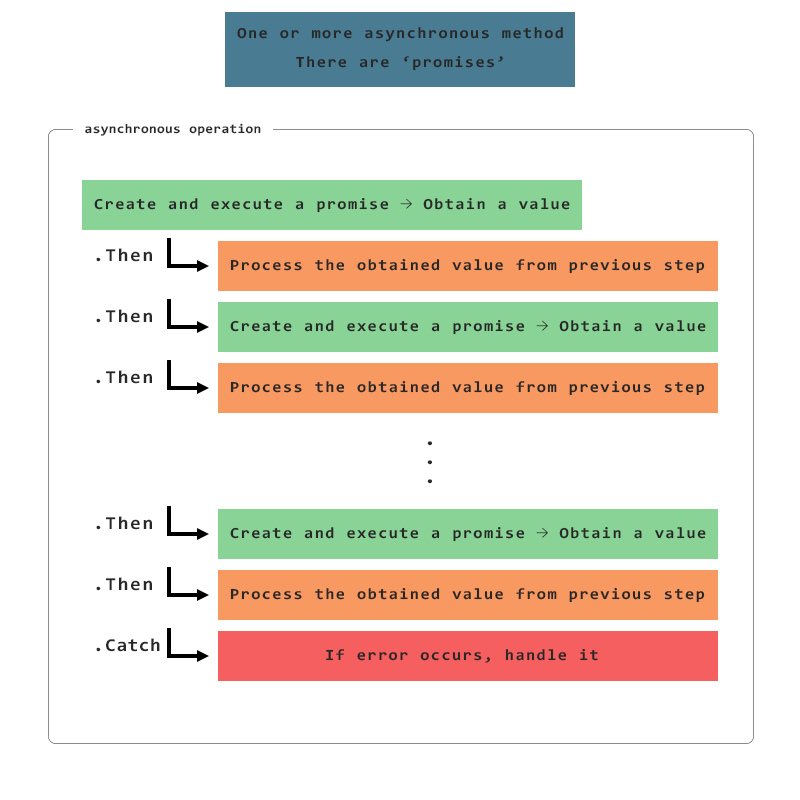 One or more asynchronous method
There are ‘promises’
asynchronous operation
Create and execute a promise → Obtain a value
.Then
Process the obtained value from previous step
.Then
Create and execute a promise → Obtain a value
.Then
Process the obtained value from previous step
.Then
Create and execute a promise → Obtain a value
.Then
Process the obtained value from previous step
.Catch
If error occurs, handle it